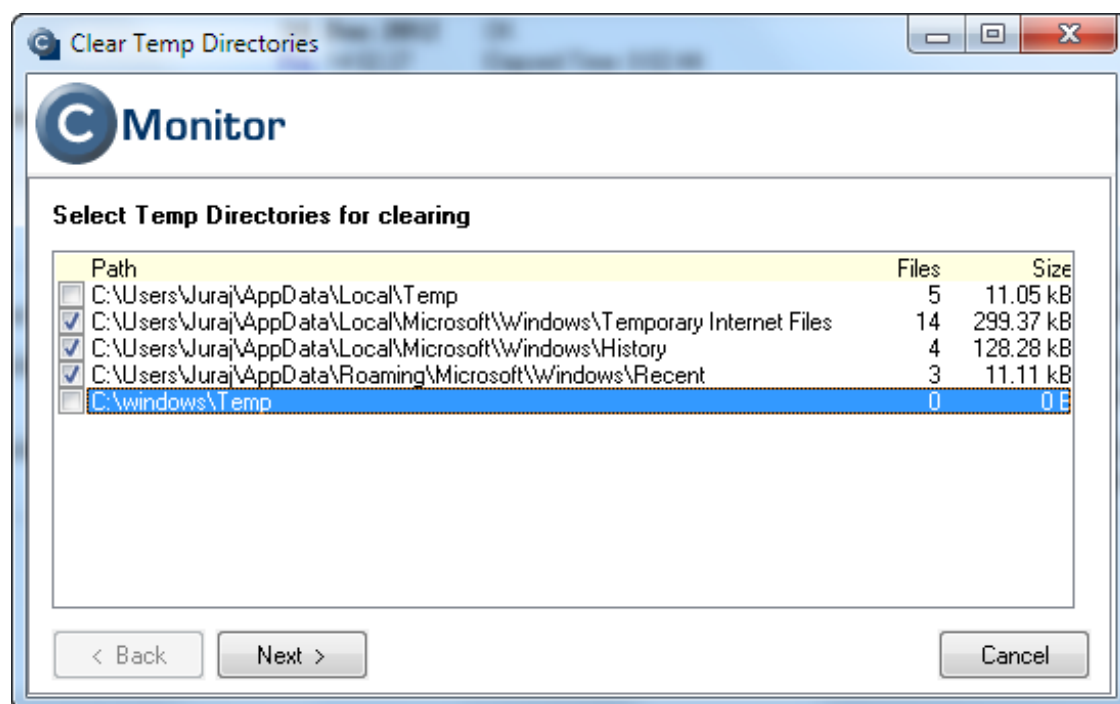 Clear Temp Directories
C Monitor
Select Temp Directories for clearing
Path Files Size
C:\Users\Juraj\AppData\Local\Temp 5 11.05 kB
C:\Users\Juraj\AppData\Local\Microsoft\Windows\Temporary Internet Files 14 299.37 kB
C:\Users\Juraj\AppData\Local\Microsoft\Windows\History 4 128.28 kB
C:\Users\Juraj\AppData\Roaming\Microsoft\Windows\Recent 3 11.11 kB
C:\windows\Temp 0 0 B
< Back Next > Cancel